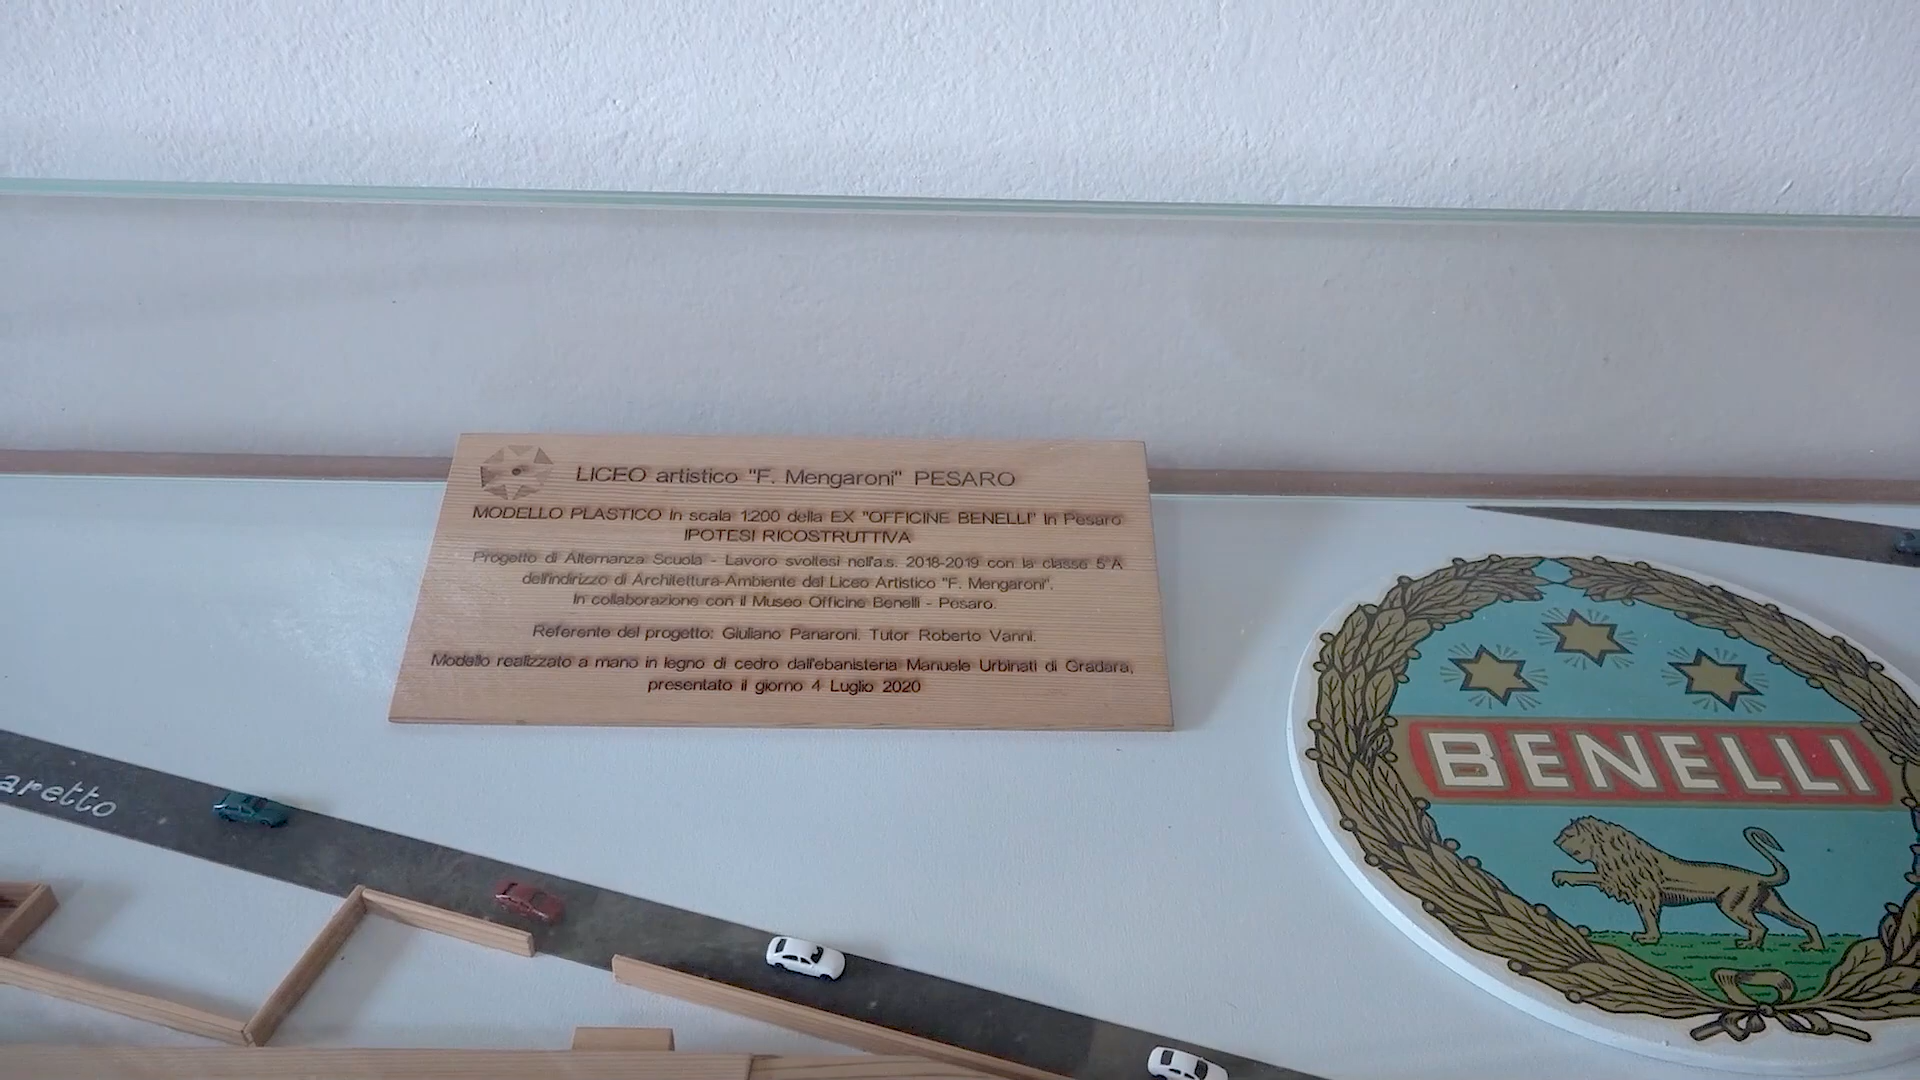 LICEO artistico "F. Mengaroni" PESARO
MODELLO PLASTICO In scala 1:200 della EX "OFFICINE BENELLI" In Pesaro
IPOTESI RICOSTRUTTIVA
Progetto di Alternanza Scuola - Lavoro svoltesi nell'a.s. 2018-2019 con la classe 5°A
dell'indirizzo di Architettura-Ambiente del Liceo Artistico "F. Mengaroni".
In collaborazione con il Museo Officine Benelli - Pesaro.
Referente del progetto: Giuliano Panaroni. Tutor Roberto Vanni.
Modello realizzato a mano in legno di cedro dall'ebanisteria Manuele Urbinati di Gradara,
presentato il giorno 4 Luglio 2020
BENELLI
aretto